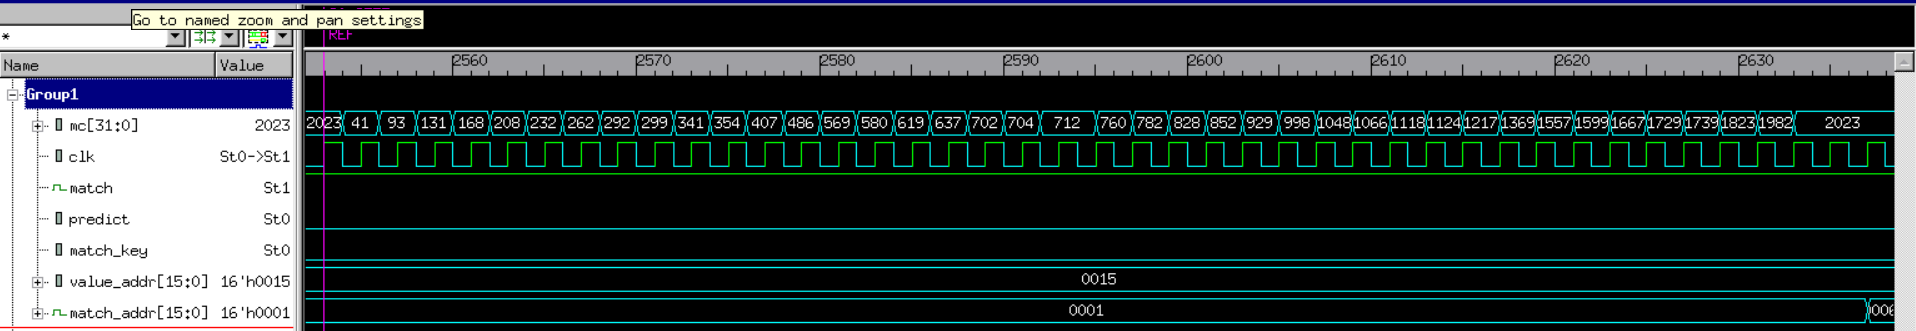 Go to named zoom and pan settings
*
REF
Name Value
2560 2570 2580 2590 2600 2610 2620 2630
Group1
mc[31:0] 2023 2023 41 93 131 168 208 232 262 292 299 341 354 407 486 569 580 619 637 702 704 712 760 782 828 852 929 998 1048 1066 1118 1124 1217 1369 1557 1599 1667 1729 1739 1823 1982 2023
clk St0->St1
match St1
predict St0
match_key St0
value_addr[15:0] 16'h0015 0015
match_addr[15:0] 16'h0001 0001